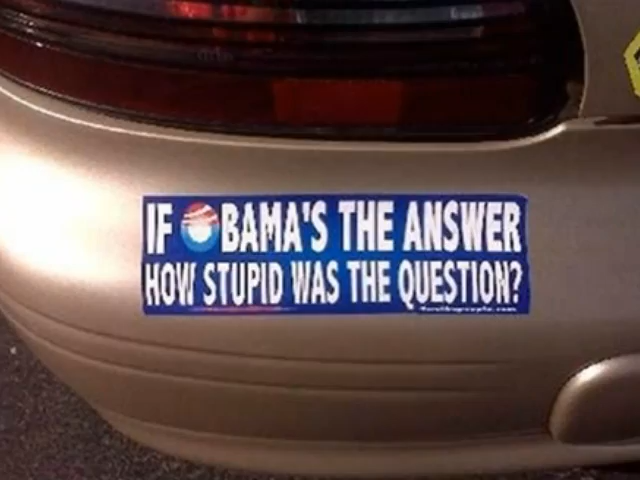 IF OBAMA'S THE ANSWER
HOW STUPID WAS THE QUESTION?